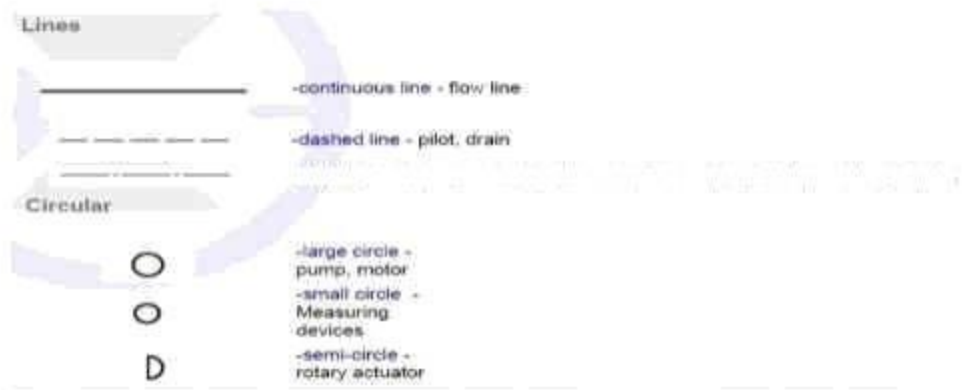 Lines
-continuous line - flow line
-dashed line - pilot, drain
Circular
-large circle -
pump, motor
-small circle -
Measuring
devices
-semi-circle -
rotary actuator